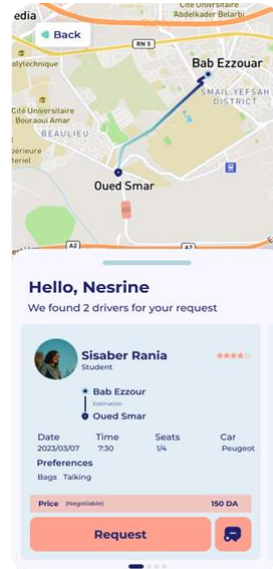 edia
Cité Universitaire
Abdelkader Belarbi
Back
RN 5
olytechnique
Bab Ezzouar
SMAIL YEFSAH
DISTRICT
Cité Universitaire
Bouraoui Amar
BEAULIEU
périeure
teriel
Oued Smar
A2
A2
Hello, Nesrine
We found 2 drivers for your request
Sisaber Rania
Student
Bab Ezzour
Estimation
Oued Smar
Date Time Seats Car
2023/03/07 7:30 1/4 Peugeot
Preferences
Bags Talking
Price (Negotiable) 150 DA
Request